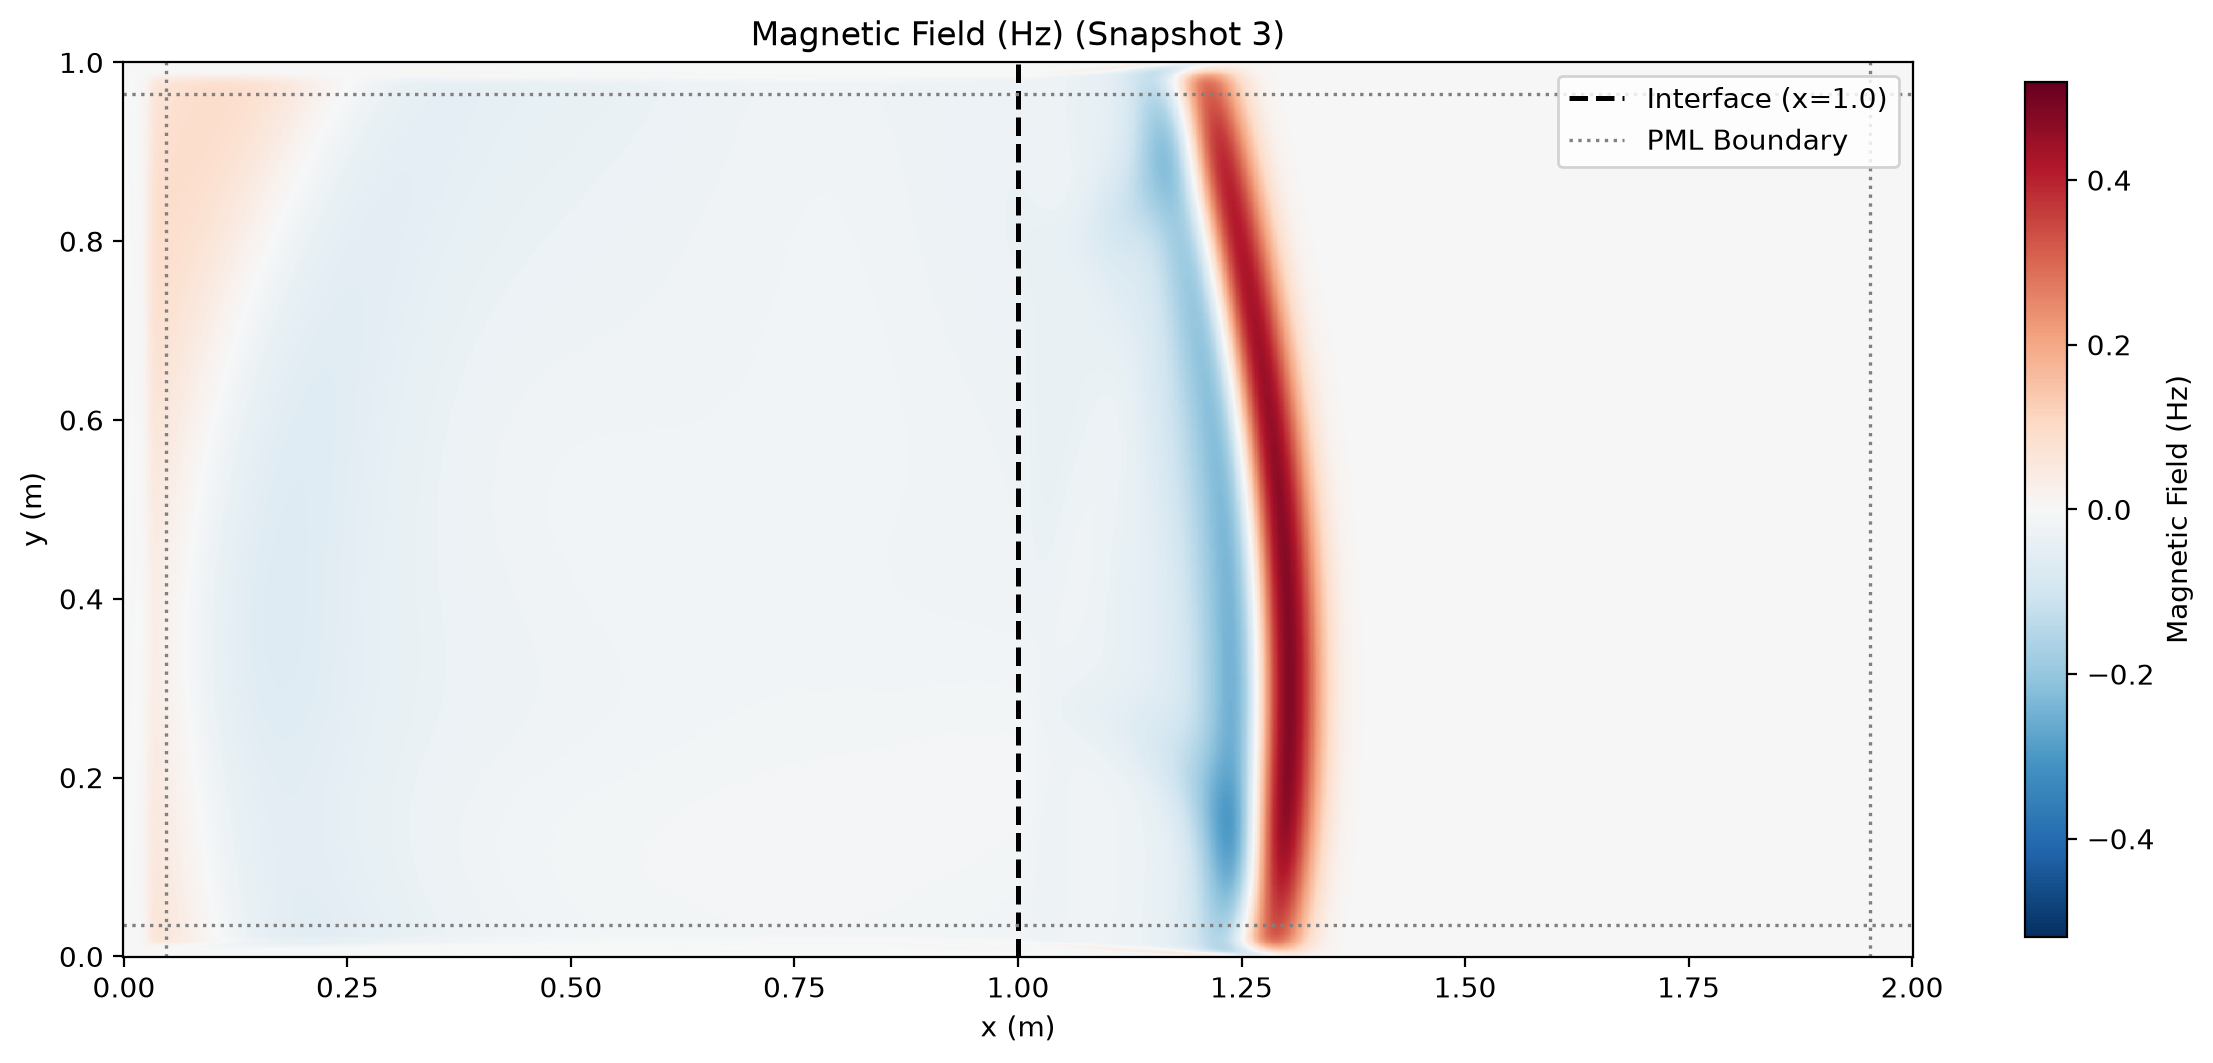 Magnetic Field (Hz) (Snapshot 3)
Interface (x=1.0)
PML Boundary
y (m)
1.0
0.8
0.6
0.4
0.2
0.0
0.00 0.25 0.50 0.75 1.00 1.25 1.50 1.75 2.00
x (m)
0.4
0.2
0.0
−0.2
−0.4
Magnetic Field (Hz)